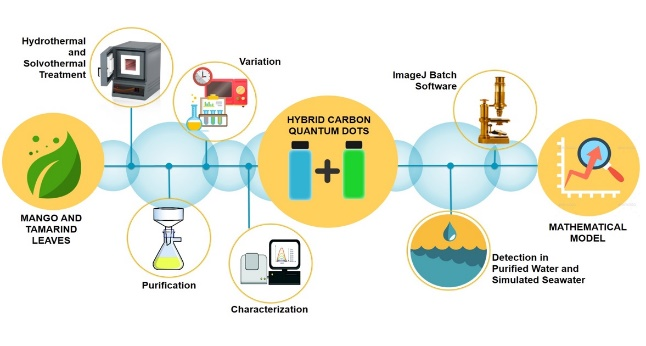 Hydrothermal
and
Solvothermal
Treatment
Variation
ImageJ Batch
Software
HYBRID CARBON
QUANTUM DOTS
MANGO AND
TAMARIND
LEAVES
MATHEMATICAL
MODEL
Purification
Characterization
Detection in
Purified Water and
Simulated Seawater